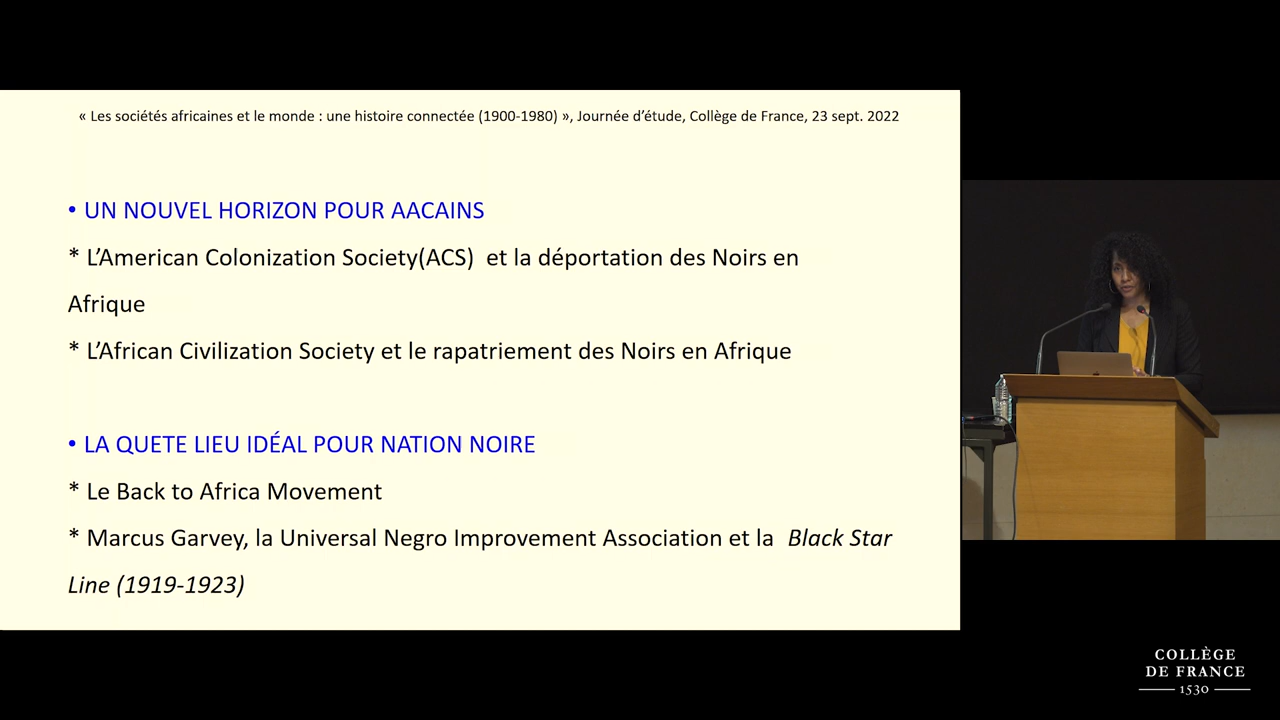 « Les sociétés africaines et le monde : une histoire connectée (1900-1980) », Journée d’étude, Collège de France, 23 sept. 2022
• UN NOUVEL HORIZON POUR AACAINS
* L’American Colonization Society(ACS) et la déportation des Noirs en
Afrique
* L’African Civilization Society et le rapatriement des Noirs en Afrique
• LA QUETE LIEU IDÉAL POUR NATION NOIRE
* Le Back to Africa Movement
* Marcus Garvey, la Universal Negro Improvement Association et la Black Star
Line (1919-1923)
COLLÈGE
DE FRANCE
1530